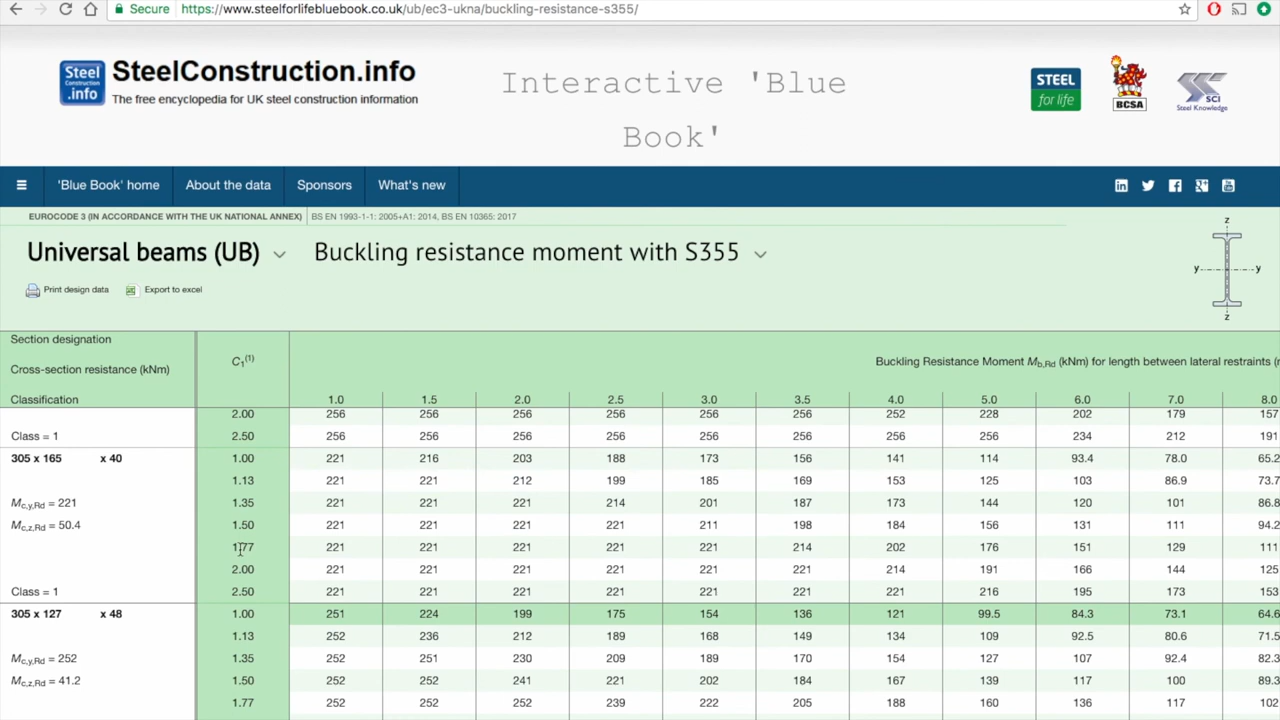 Secure https://www.steelforlifebluebook.co.uk/ub/ec3-ukna/buckling-resistance-s355/
Steel Construction .info
SteelConstruction.info
The free encyclopedia for UK steel construction information
Interactive 'Blue
Book'
STEEL for life
BCSA
SCI
Steel Knowledge
'Blue Book' home About the data Sponsors What's new
EUROCODE 3 (IN ACCORDANCE WITH THE UK NATIONAL ANNEX) BS EN 1993-1-1: 2005+A1: 2014, BS EN 10365: 2017
Universal beams (UB) Buckling resistance moment with S355
z
y y
z
Print design data Export to excel
Section designation
Cross-section resistance (kNm)
Classification
C1(1)
Buckling Resistance Moment Mb,Rd (kNm) for length between lateral restraints (
1.0 1.5 2.0 2.5 3.0 3.5 4.0 5.0 6.0 7.0 8.0
2.00 256 256 256 256 256 256 252 228 202 179 157
Class = 1 2.50 256 256 256 256 256 256 256 256 234 212 191
305 x 165 x 40 1.00 221 216 203 188 173 156 141 114 93.4 78.0 65.2
1.13 221 221 212 199 185 169 153 125 103 86.9 73.7
Mc,y,Rd = 221 1.35 221 221 221 214 201 187 173 144 120 101 86.8
Mc,z,Rd = 50.4 1.50 221 221 221 221 211 198 184 156 131 111 94.2
1.77 221 221 221 221 221 214 202 176 151 129 111
2.00 221 221 221 221 221 221 214 191 166 144 125
Class = 1 2.50 221 221 221 221 221 221 221 216 195 173 153
305 x 127 x 48 1.00 251 224 199 175 154 136 121 99.5 84.3 73.1 64.6
1.13 252 236 212 189 168 149 134 109 92.5 80.6 71.5
Mc,y,Rd = 252 1.35 252 251 230 209 189 170 154 127 107 92.4 82.3
Mc,z,Rd = 41.2 1.50 252 252 241 221 202 184 167 139 117 100 89.3
1.77 252 252 252 239 222 205 188 160 136 117 102